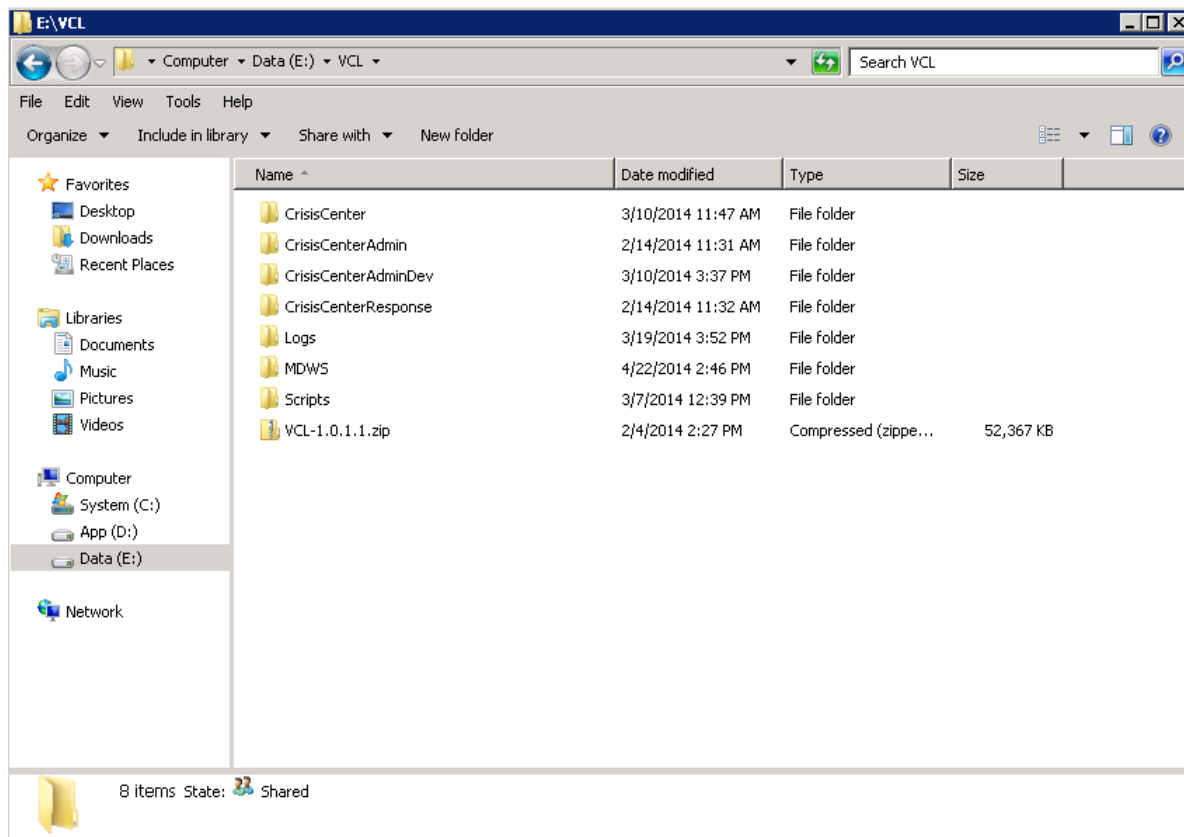 E:\VCL
Computer Data (E:) VCL
Search VCL
File Edit View Tools Help
Organize Include in library Share with New folder
Favorites
Desktop
Downloads
Recent Places
Libraries
Documents
Music
Pictures
Videos
Computer
System (C:)
App (D:)
Data (E:)
Network
Name Date modified Type Size
CrisisCenter 3/10/2014 11:47 AM File folder
CrisisCenterAdmin 2/14/2014 11:31 AM File folder
CrisisCenterAdminDev 3/10/2014 3:37 PM File folder
CrisisCenterResponse 2/14/2014 11:32 AM File folder
Logs 3/19/2014 3:52 PM File folder
MDWS 4/22/2014 2:46 PM File folder
Scripts 3/7/2014 12:39 PM File folder
VCL-1.0.1.1.zip 2/4/2014 2:27 PM Compressed (zippe... 52,367 KB
8 items State: Shared